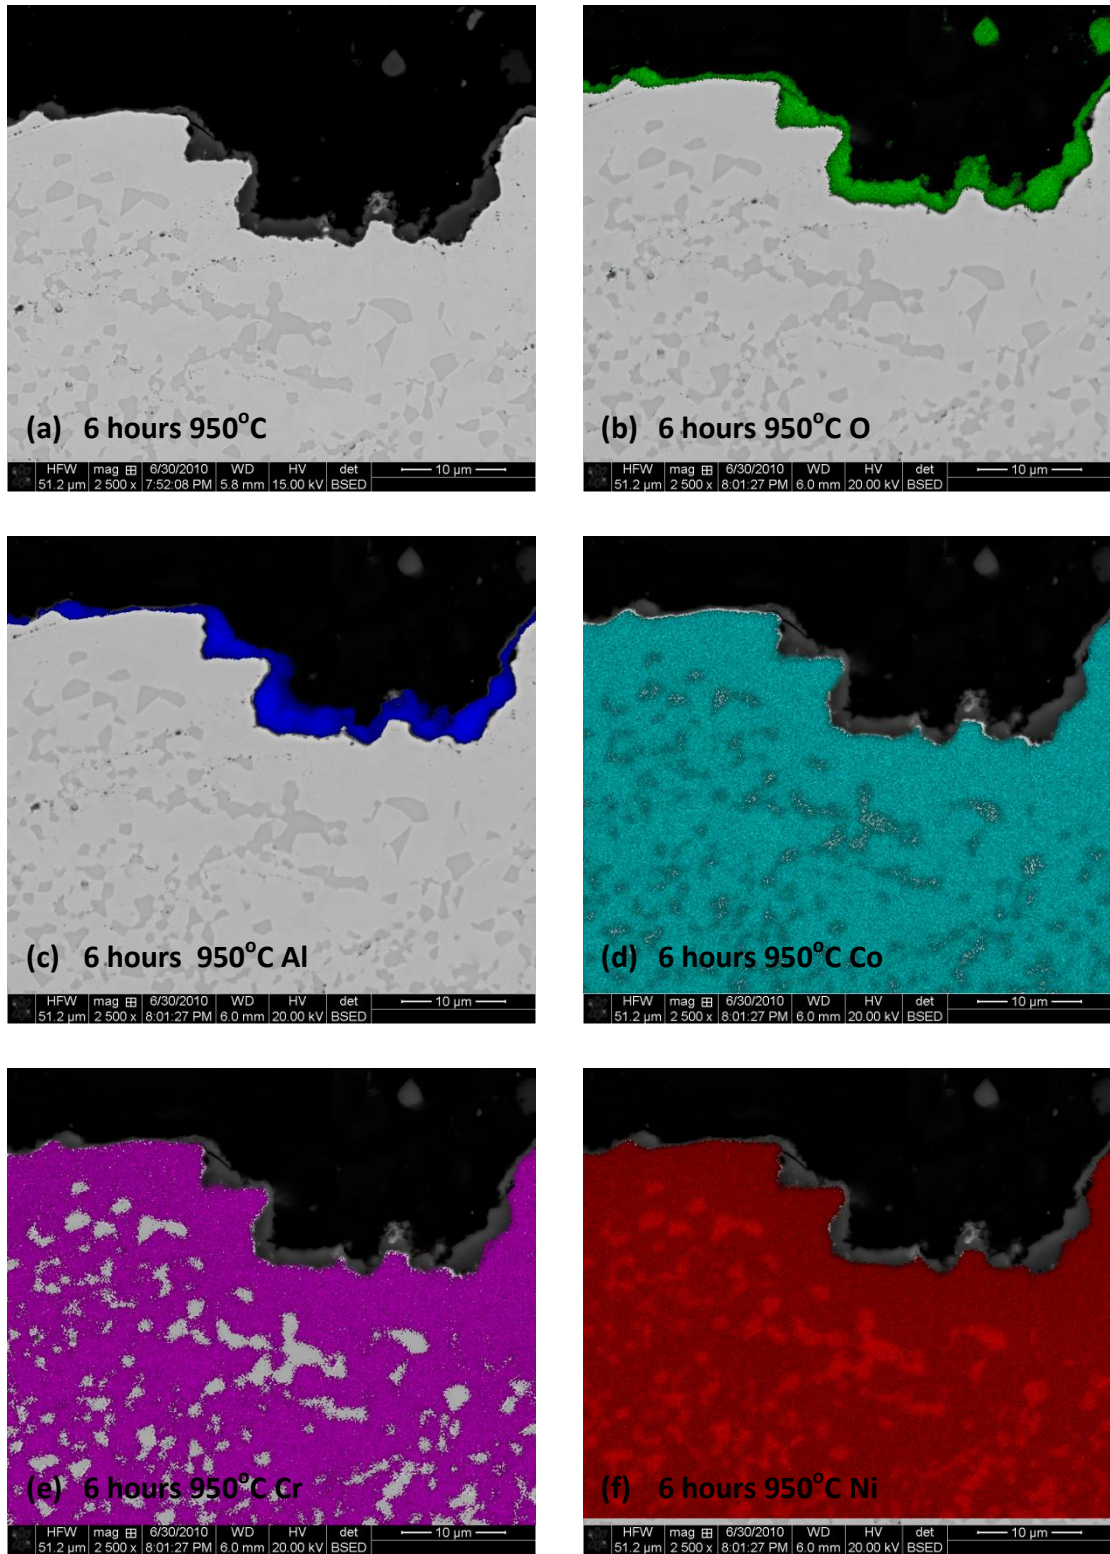 (a) 6 hours 950°C
HFW mag ⊞ 6/30/2010 WD HV det 10 µm
51.2 µm 2 500 x 7:52:08 PM 5.8 mm 15.00 kV BSED
(b) 6 hours 950°C O
HFW mag ⊞ 6/30/2010 WD HV det 10 µm
51.2 µm 2 500 x 8:01:27 PM 6.0 mm 20.00 kV BSED
(c) 6 hours 950°C Al
HFW mag ⊞ 6/30/2010 WD HV det 10 µm
51.2 µm 2 500 x 8:01:27 PM 6.0 mm 20.00 kV BSED
(d) 6 hours 950°C Co
HFW mag ⊞ 6/30/2010 WD HV det 10 µm
51.2 µm 2 500 x 8:01:27 PM 6.0 mm 20.00 kV BSED
(e) 6 hours 950°C Cr
HFW mag ⊞ 6/30/2010 WD HV det 10 µm
51.2 µm 2 500 x 8:01:27 PM 6.0 mm 20.00 kV BSED
(f) 6 hours 950°C Ni
HFW mag ⊞ 6/30/2010 WD HV det 10 µm
51.2 µm 2 500 x 8:01:27 PM 6.0 mm 20.00 kV BSED